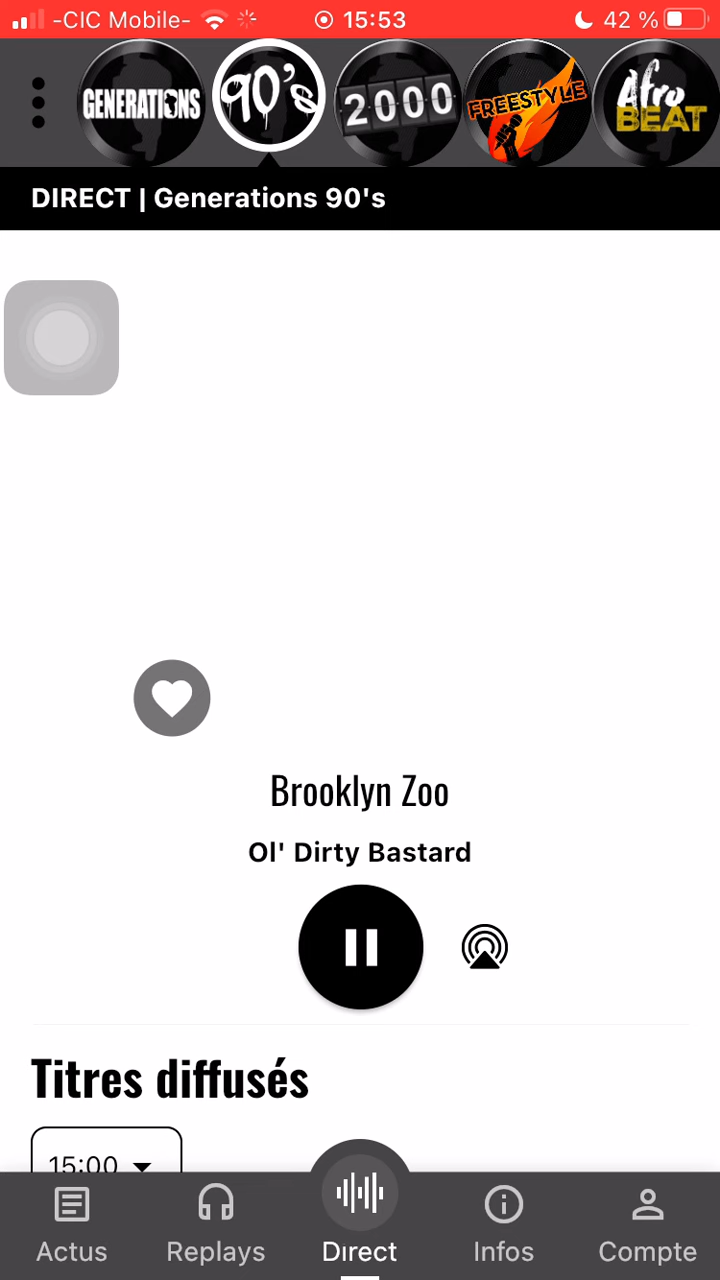 -CIC Mobile- 15:53 42 %
GENERATIONS 90's 2000 FREESTYLE Afro BEAT
DIRECT | Generations 90's
Brooklyn Zoo
Ol' Dirty Bastard
Titres diffusés
15:00
Actus Replays Direct Infos Compte